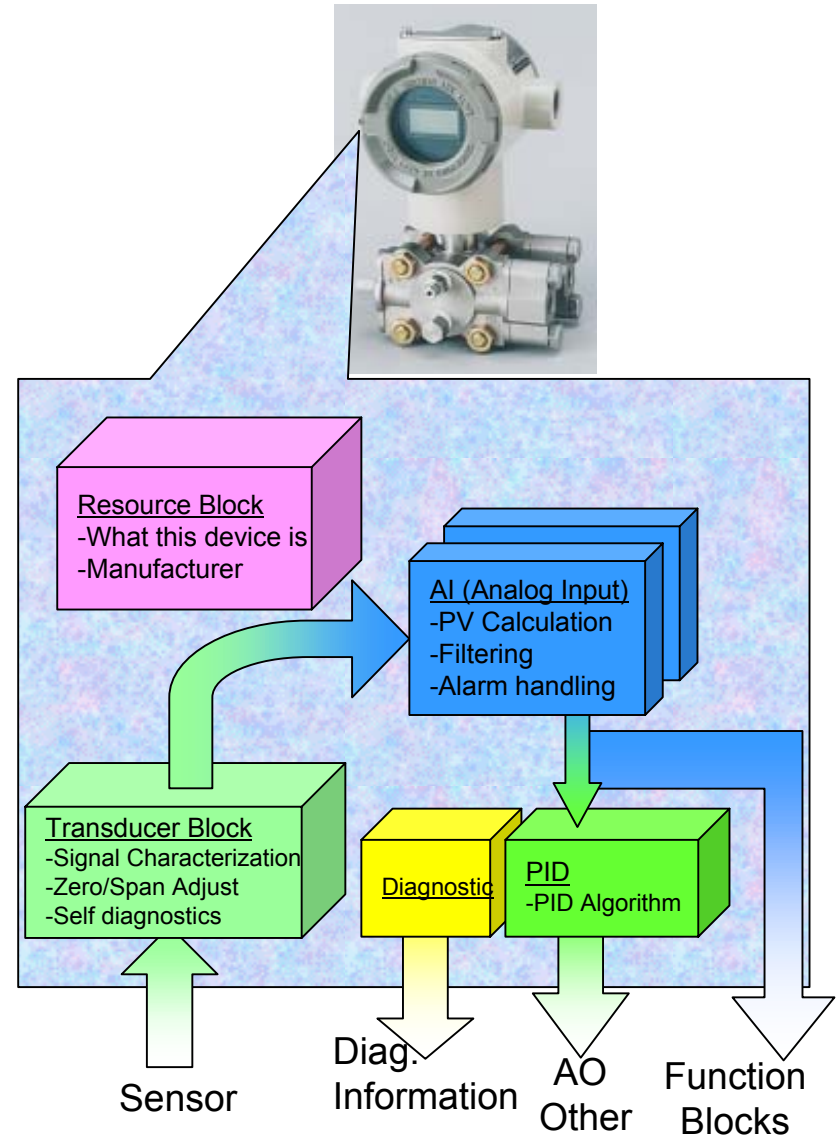 Resource Block
-What this device is
-Manufacturer
AI (Analog Input)
-PV Calculation
-Filtering
-Alarm handling
Transducer Block
-Signal Characterization
-Zero/Span Adjust
-Self diagnostics
Diagnostic
PID
-PID Algorithm
Sensor
Diag.
Information
AO
Other
Function
Blocks